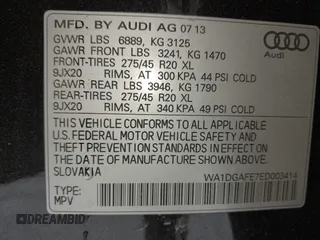 MFD. BY AUDI AG 07 13
GVWR LBS 6889, KG 3125
GAWR FRONT LBS 3241, KG 1470
FRONT-TIRES 275/45 R20 XL
9JX20 RIMS, AT 300 KPA 44 PSI COLD
GAWR REAR LBS 3946, KG 1790
REAR-TIRES 275/45 R20 XL
9JX20 RIMS, AT 340 KPA 49 PSI COLD
Audi
THIS VEHICLE CONFORMS TO ALL APPLICABLE
U.S. FEDERAL MOTOR VEHICLE SAFETY, BUMPER AND
THEFT PREVENTION STANDARDS IN EFFECT ON THE
DATE OF MANUFACTURE SHOWN ABOVE.
SLOVAKIA
WA1DGAFE7ED003414
TYPE:
MPV
DREAMBID